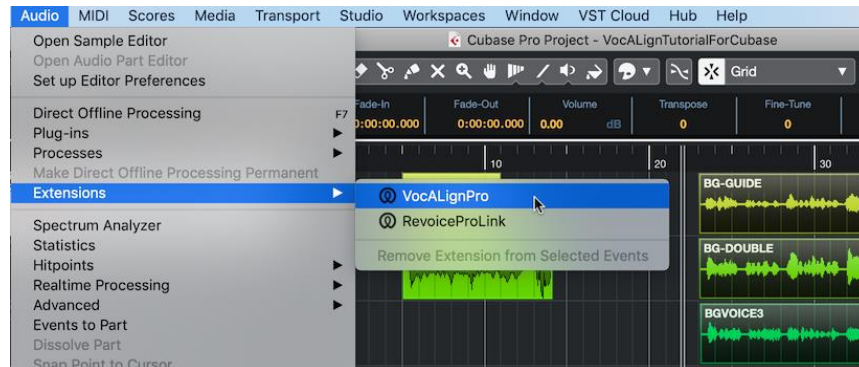 Audio MIDI Scores Media Transport Studio Workspaces Window VST Cloud Hub Help
Cubase Pro Project - VocALignTutorialForCubase
Open Sample Editor
Open Audio Part Editor
Set up Editor Preferences
Grid
Direct Offline Processing F7
Plug-ins
Processes
Make Direct Offline Processing Permanent
Extensions
Spectrum Analyzer
Statistics
Hitpoints
Realtime Processing
Advanced
Events to Part
Dissolve Part
Snap Point to Cursor
Fade-In Fade-Out Volume Transpose Fine-Tune
0:00:00.000 0:00:00.000 0.00 dB 0 0
10 20 30
VocALignPro
RevoiceProLink
Remove Extension from Selected Events
BG-GUIDE
BG-DOUBLE
BGVOICE3